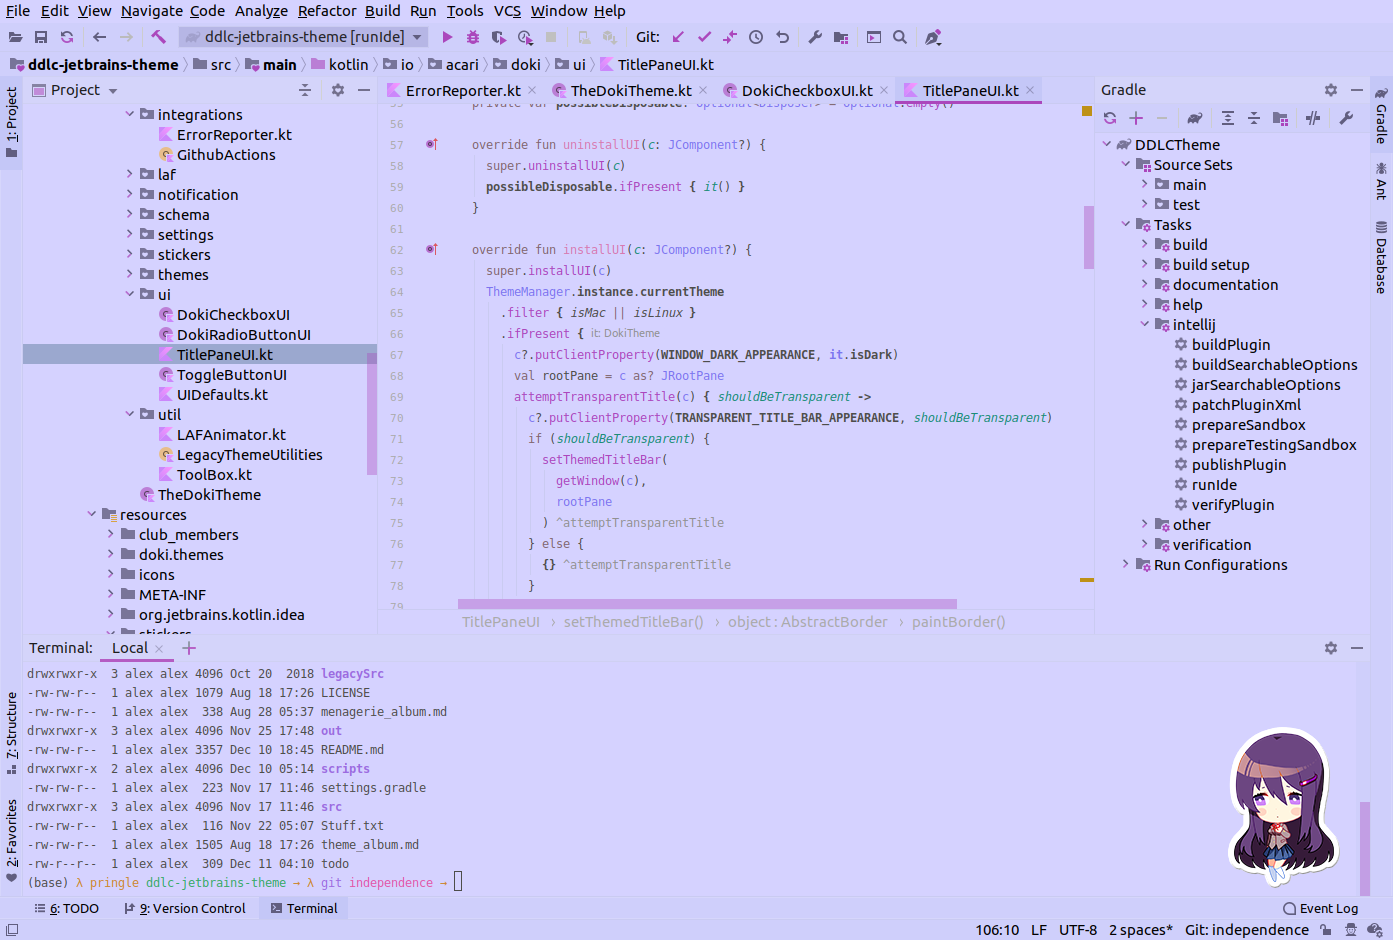 File Edit View Navigate Code Analyze Refactor Build Run Tools VCS Window Help
ddlc-jetbrains-theme [runIde] Git:
ddlc-jetbrains-theme src main kotlin io acari doki ui TitlePaneUI.kt
1: Project
7: Structure
2: Favorites
Project
integrations
ErrorReporter.kt
GithubActions
laf
notification
schema
settings
stickers
themes
ui
DokiCheckboxUI
DokiRadioButtonUI
TitlePaneUI.kt
ToggleButtonUI
UIDefaults.kt
util
LAFAnimator.kt
LegacyThemeUtilities
ToolBox.kt
TheDokiTheme
resources
club_members
doki.themes
icons
META-INF
org.jetbrains.kotlin.idea
stickers
ErrorReporter.kt TheDokiTheme.kt DokiCheckboxUI.kt TitlePaneUI.kt
55 private var possibleDisposable: Optional<Disposer> = Optional.empty()
56
57 override fun uninstallUI(c: JComponent?) {
58 super.uninstallUI(c)
59 possibleDisposable.ifPresent { it() }
60 }
61
62 override fun installUI(c: JComponent?) {
63 super.installUI(c)
64 ThemeManager.instance.currentTheme
65 .filter { isMac || isLinux }
66 .ifPresent { it: DokiTheme
67 c?.putClientProperty(WINDOW_DARK_APPEARANCE, it.isDark)
68 val rootPane = c as? JRootPane
69 attemptTransparentTitle(c) { shouldBeTransparent ->
70 c?.putClientProperty(TRANSPARENT_TITLE_BAR_APPEARANCE, shouldBeTransparent)
71 if (shouldBeTransparent) {
72 setThemedTitleBar(
73 getWindow(c),
74 rootPane
75 ) ^attemptTransparentTitle
76 } else {
77 {} ^attemptTransparentTitle
78 }
79
TitlePaneUI › setThemedTitleBar() › object : AbstractBorder › paintBorder()
Gradle
DDLCTheme
Source Sets
main
test
Tasks
build
build setup
documentation
help
intellij
buildPlugin
buildSearchableOptions
jarSearchableOptions
patchPluginXml
prepareSandbox
prepareTestingSandbox
publishPlugin
runIde
verifyPlugin
other
verification
Run Configurations
Gradle
Ant
Database
Terminal: Local
drwxrwxr-x 3 alex alex 4096 Oct 20 2018 legacySrc
-rw-rw-r-- 1 alex alex 1079 Aug 18 17:26 LICENSE
-rw-rw-r-- 1 alex alex 338 Aug 28 05:37 menagerie_album.md
drwxrwxr-x 3 alex alex 4096 Nov 25 17:48 out
-rw-rw-r-- 1 alex alex 3357 Dec 10 18:45 README.md
drwxrwxr-x 2 alex alex 4096 Dec 10 05:14 scripts
-rw-rw-r-- 1 alex alex 223 Nov 17 11:46 settings.gradle
drwxrwxr-x 3 alex alex 4096 Nov 17 11:46 src
-rw-rw-r-- 1 alex alex 116 Nov 22 05:07 Stuff.txt
-rw-rw-r-- 1 alex alex 1505 Aug 18 17:26 theme_album.md
-rw-r--r-- 1 alex alex 309 Dec 11 04:10 todo
(base) λ pringle ddlc-jetbrains-theme → λ git independence →
6: TODO 9: Version Control Terminal Event Log
106:10 LF UTF-8 2 spaces* Git: independence